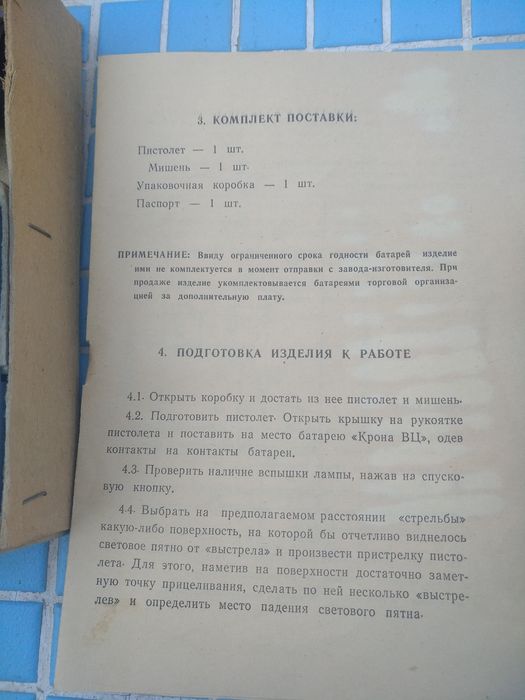 3. КОМПЛЕКТ ПОСТАВКИ:
Пистолет — 1 шт.
Мишень — 1 шт.
Упаковочная коробка — 1 шт.
Паспорт — 1 шт.
ПРИМЕЧАНИЕ: Ввиду ограниченного срока годности батарей изделие
ими не комплектуется в момент отправки с завода-изготовителя. При
продаже изделие укомплектовывается батареями торговой организа-
цией за дополнительную плату.
4. ПОДГОТОВКА ИЗДЕЛИЯ К РАБОТЕ
4.1. Открыть коробку и достать из нее пистолет и мишень.
4.2. Подготовить пистолет. Открыть крышку на рукоятке
пистолета и поставить на место батарею «Крона ВЦ», одев
контакты на контакты батареи.
4.3. Проверить наличие вспышки лампы, нажав на спуско-
вую кнопку.
4.4. Выбрать на предполагаемом расстоянии «стрельбы»
какую-либо поверхность, на которой бы отчетливо виднелось
световое пятно от «выстрела» и произвести пристрелку писто-
лета. Для этого, наметив на поверхности достаточно замет-
ную точку прицеливания, сделать по ней несколько «выстре-
лев» и определить место падения светового пятна.